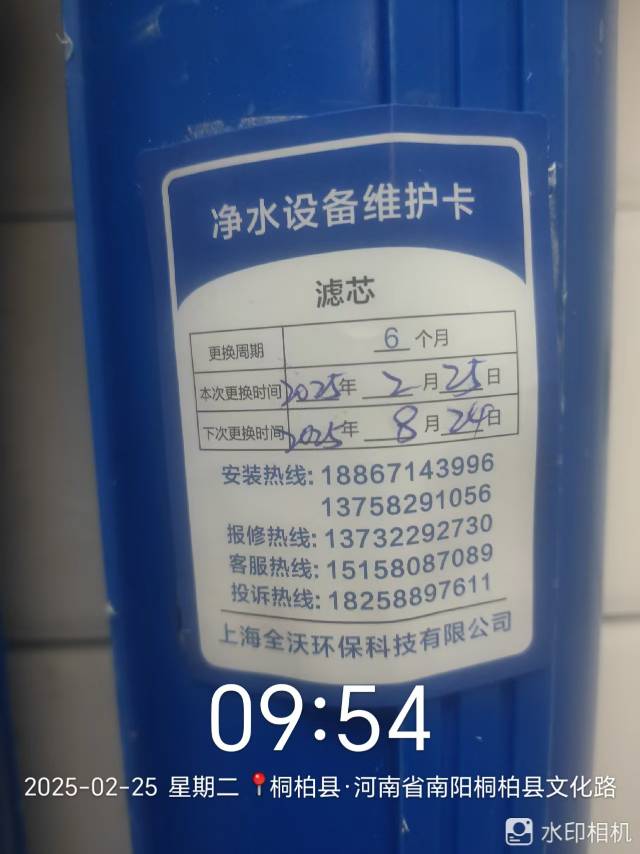 净水设备维护卡
滤芯
更换周期 6 个月
本次更换时间 2025年 2 月 25 日
下次更换时间 2025年 8 月 24 日
安装热线: 18867143996
13758291056
报修热线: 13732292730
客服热线: 15158087089
投诉热线: 18258897611
上海全沃环保科技有限公司
09:54
2025-02-25 星期二 桐柏县·河南省南阳桐柏县文化路
水印相机